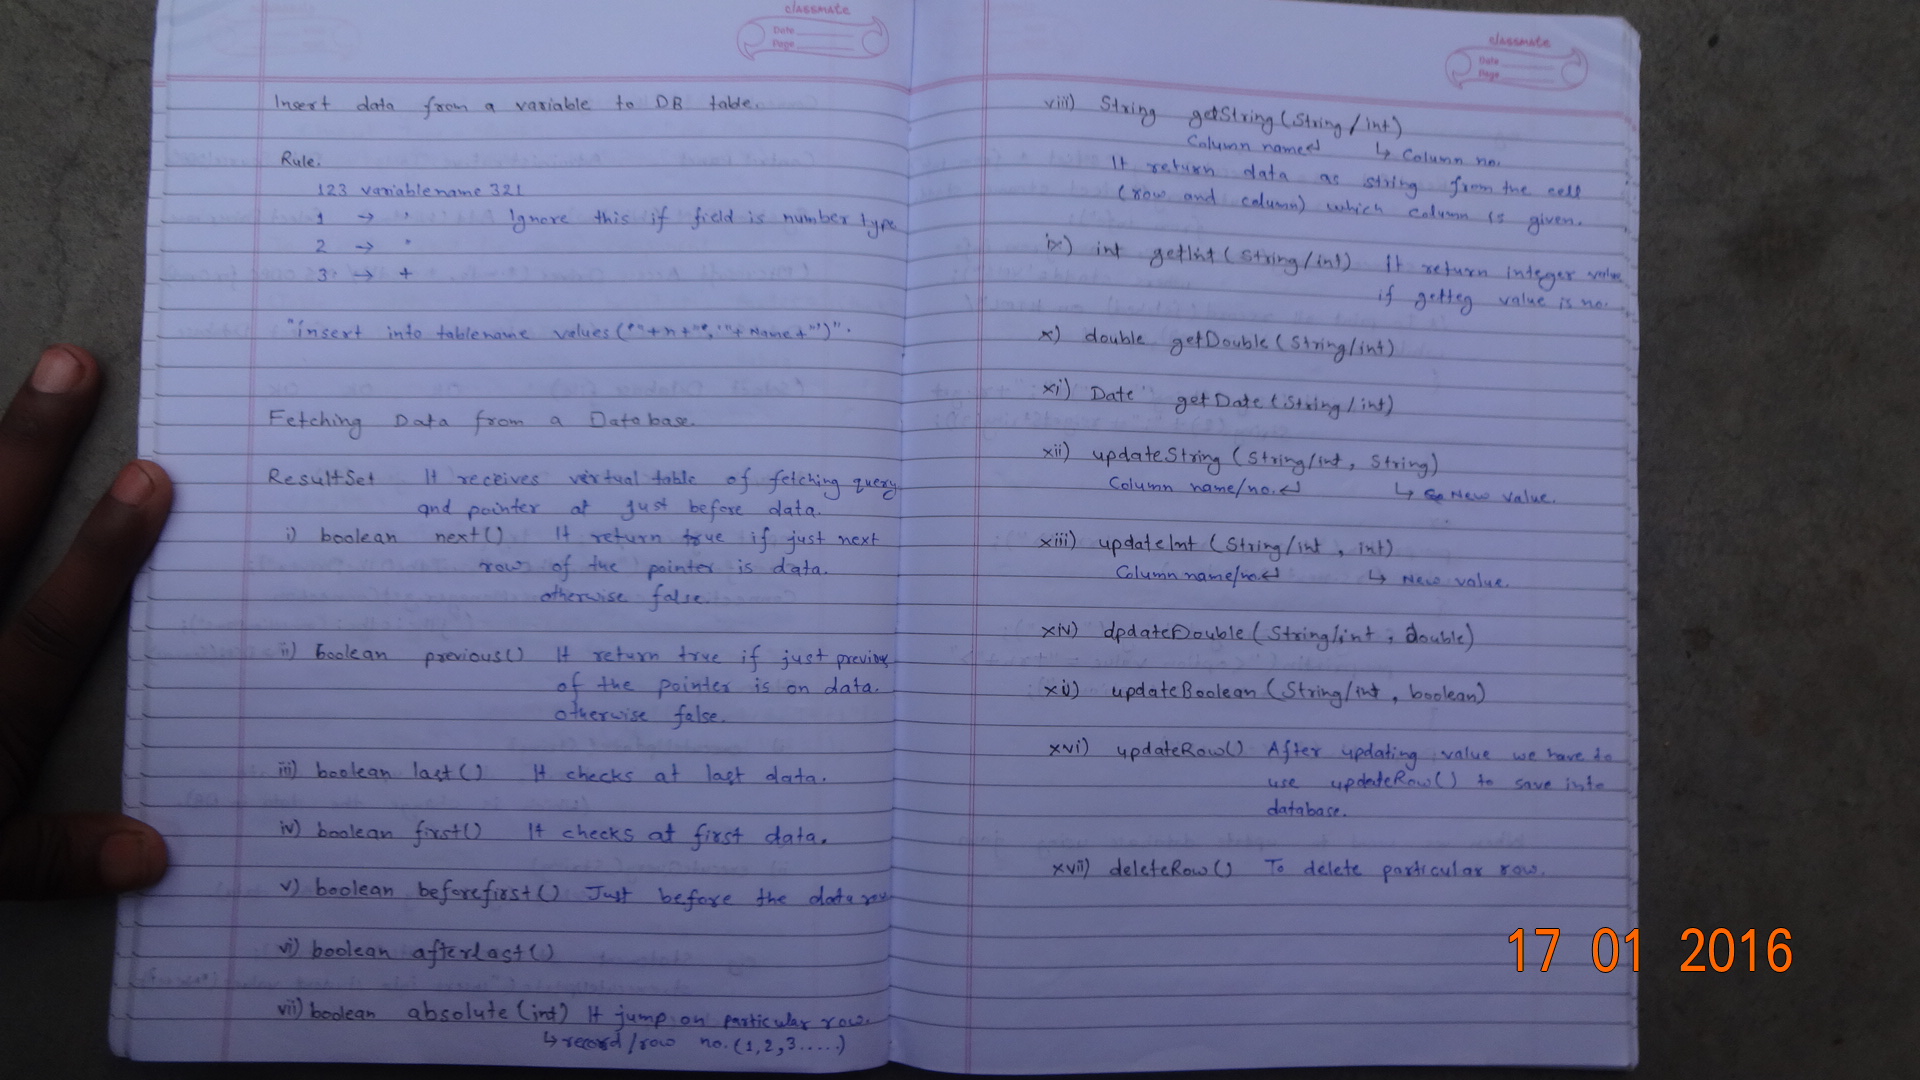 classmate
Date
Page
Insert data from a variable to DB table.
Rule.
123 variablename 321
1 → ' Ignore this if field is number type
2 → "
3 → +
"insert into tablename values('"+n+"','"+Name+"')".
Fetching Data from a Database.
ResultSet It receives virtual table of fetching query
and pointer at just before data.
i) boolean next() It return true if just next
row of the pointer is data.
otherwise false.
ii) boolean previous() It return true if just previous
of the pointer is on data.
otherwise false.
iii) boolean last() It checks at last data.
iv) boolean first() It checks at first data.
v) boolean beforefirst() Just before the data row
vi) boolean afterlast()
vii) boolean absolute(int) It jump on particular row.
↳ record/row no.(1,2,3.....)
classmate
Date
Page
viii) String getString(String/int)
Column name↵ ↳ Column no.
It return data as string from the cell
(row and column) which column is given.
ix) int getInt(String/int) It return integer value
if getteg value is no.
x) double getDouble(String/int)
xi) Date getDate(String/int)
xii) updateString (String/int, String)
Column name/no.↵ ↳ New value.
xiii) updateInt (String/int, int)
Column name/no.↵ ↳ New value.
xiv) dpdateDouble(String/int, double)
xv) updateBoolean(String/int, boolean)
xvi) updateRow() After updating value we have to
use updateRow() to save into
database.
xvii) deleteRow() To delete particular row.
17 01 2016